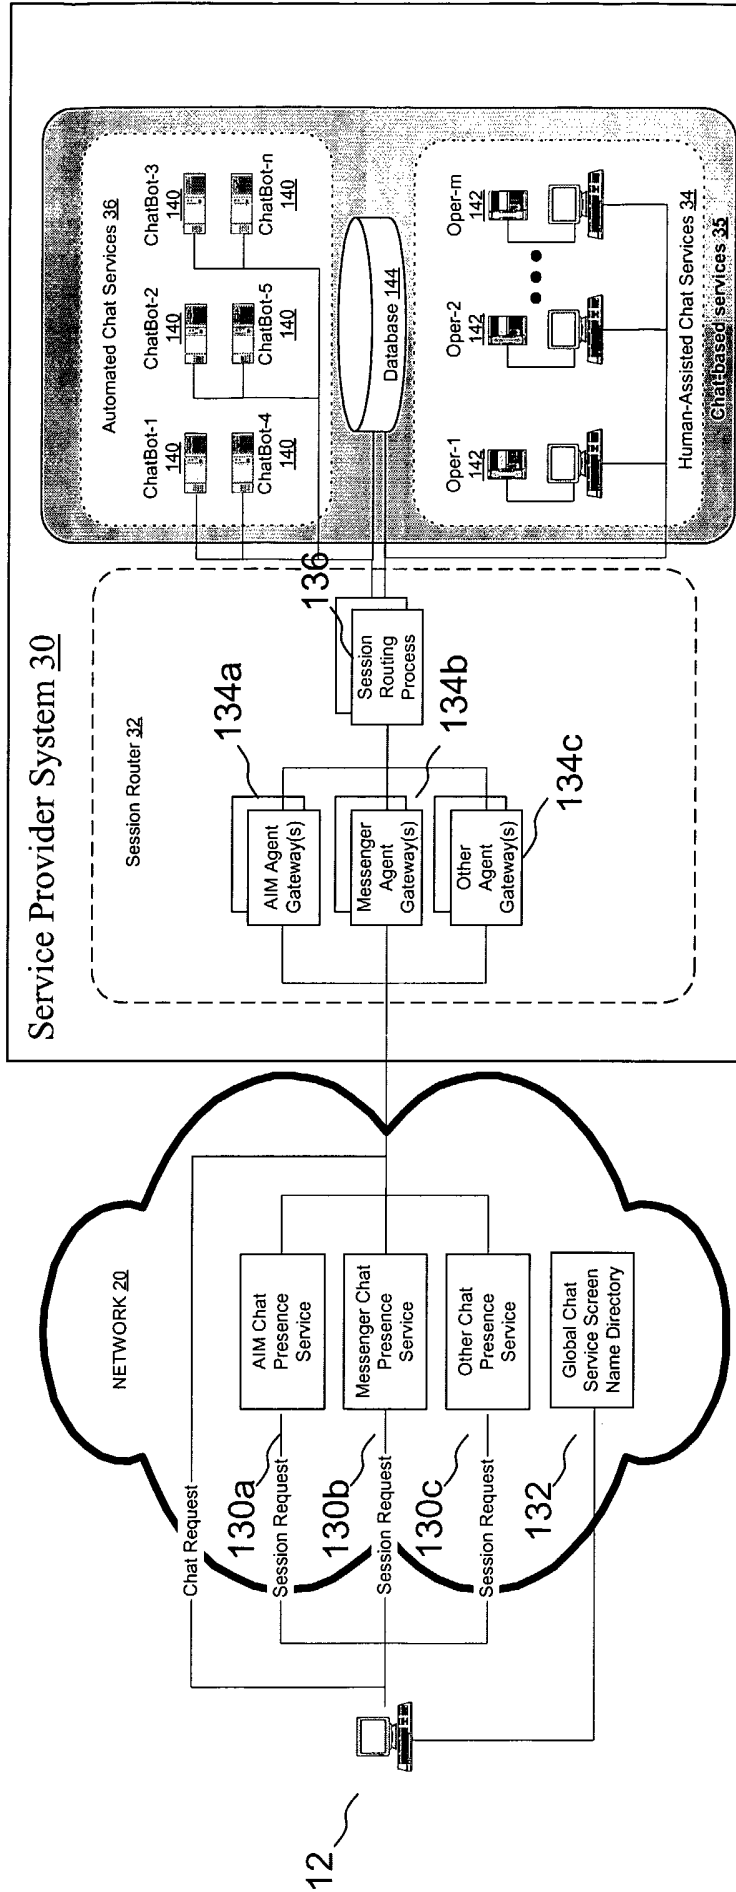 Service Provider System 30
12
NETWORK 20
Chat Request
130a
Session Request
AIM Chat
Presence
Service
130b
Session Request
Messenger Chat
Presence
Service
130c
Session Request
Other Chat
Presence
Service
132
Global Chat
Service Screen
Name Directory
Session Router 32
134a
AIM Agent
Gateway(s)
134b
Messenger
Agent
Gateway(s)
134c
Other
Agent
Gateway(s)
136
Session
Routing
Process
Automated Chat Services 36
ChatBot-1
140
ChatBot-2
140
ChatBot-3
140
140
ChatBot-4
140
ChatBot-5
140
ChatBot-n
Database 144
Oper-1
142
Oper-2
142
Oper-m
142
Human-Assisted Chat Services 34
Chat-based services 35